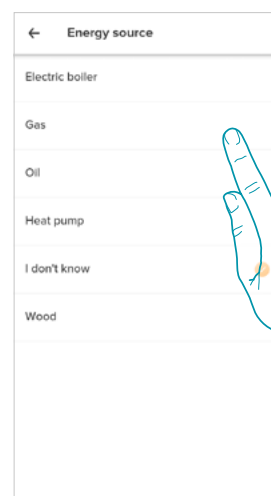 Energy source
Electric boiler
Gas
Oil
Heat pump
I don't know
Wood